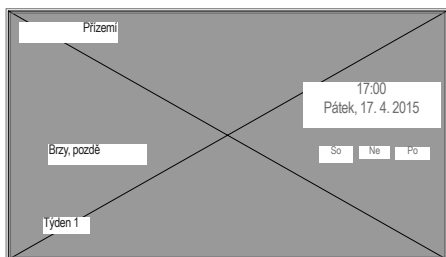 Přízemí
17:00
Pátek, 17. 4. 2015
Brzy, pozdě
So Ne Po
Týden 1